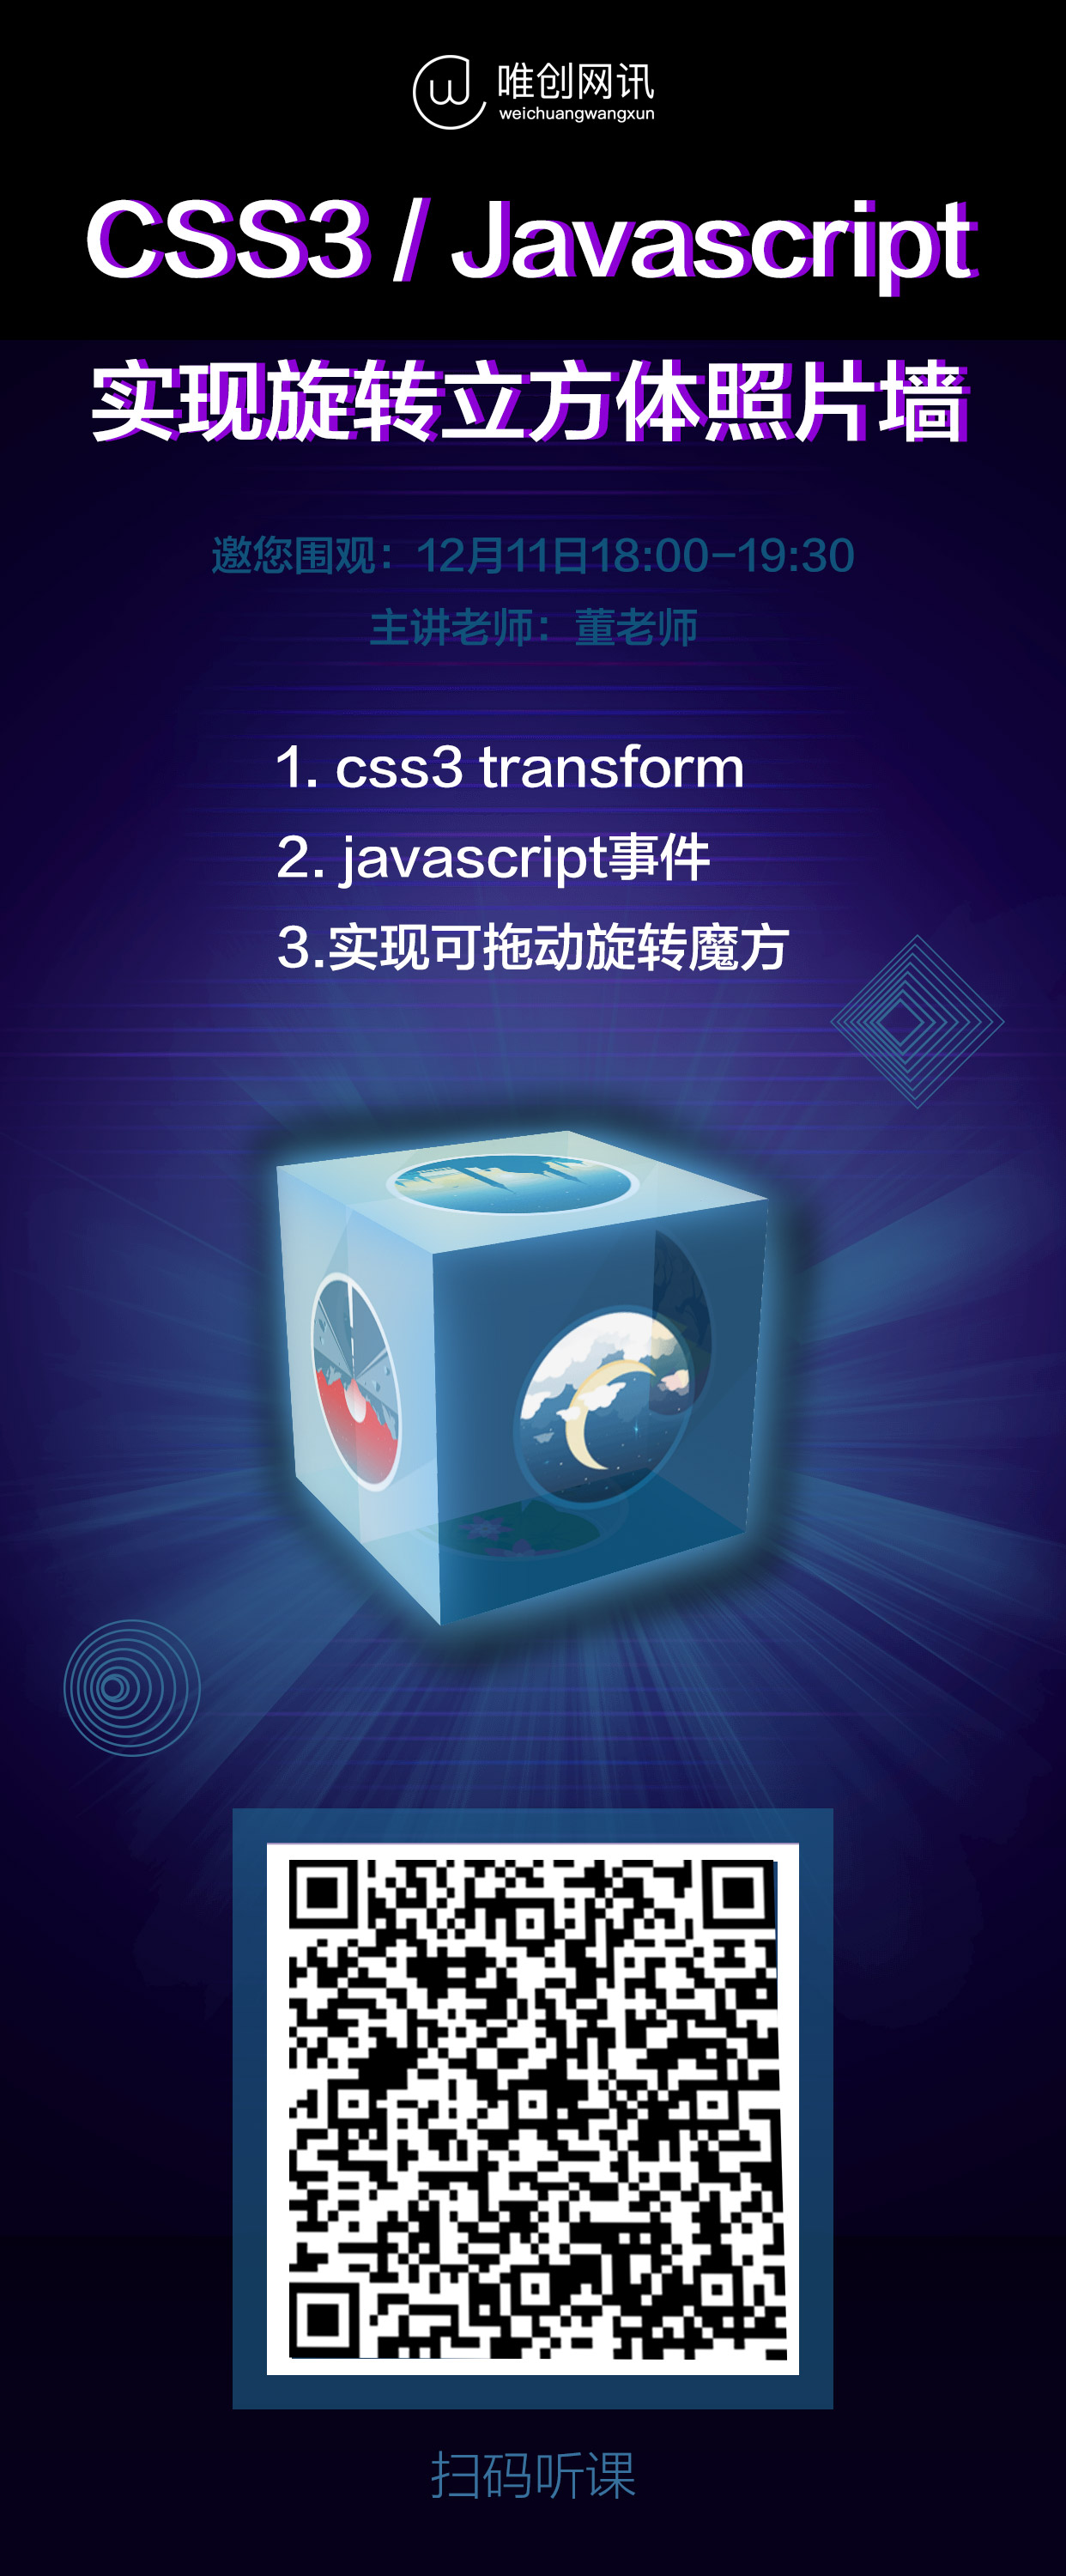 唯创网讯
weichuangwangxun
CSS3 / Javascript
实现旋转立方体照片墙
邀您围观：12月11日18:00-19:30
主讲老师：董老师
1. css3 transform
2. javascript事件
3.实现可拖动旋转魔方
扫码听课